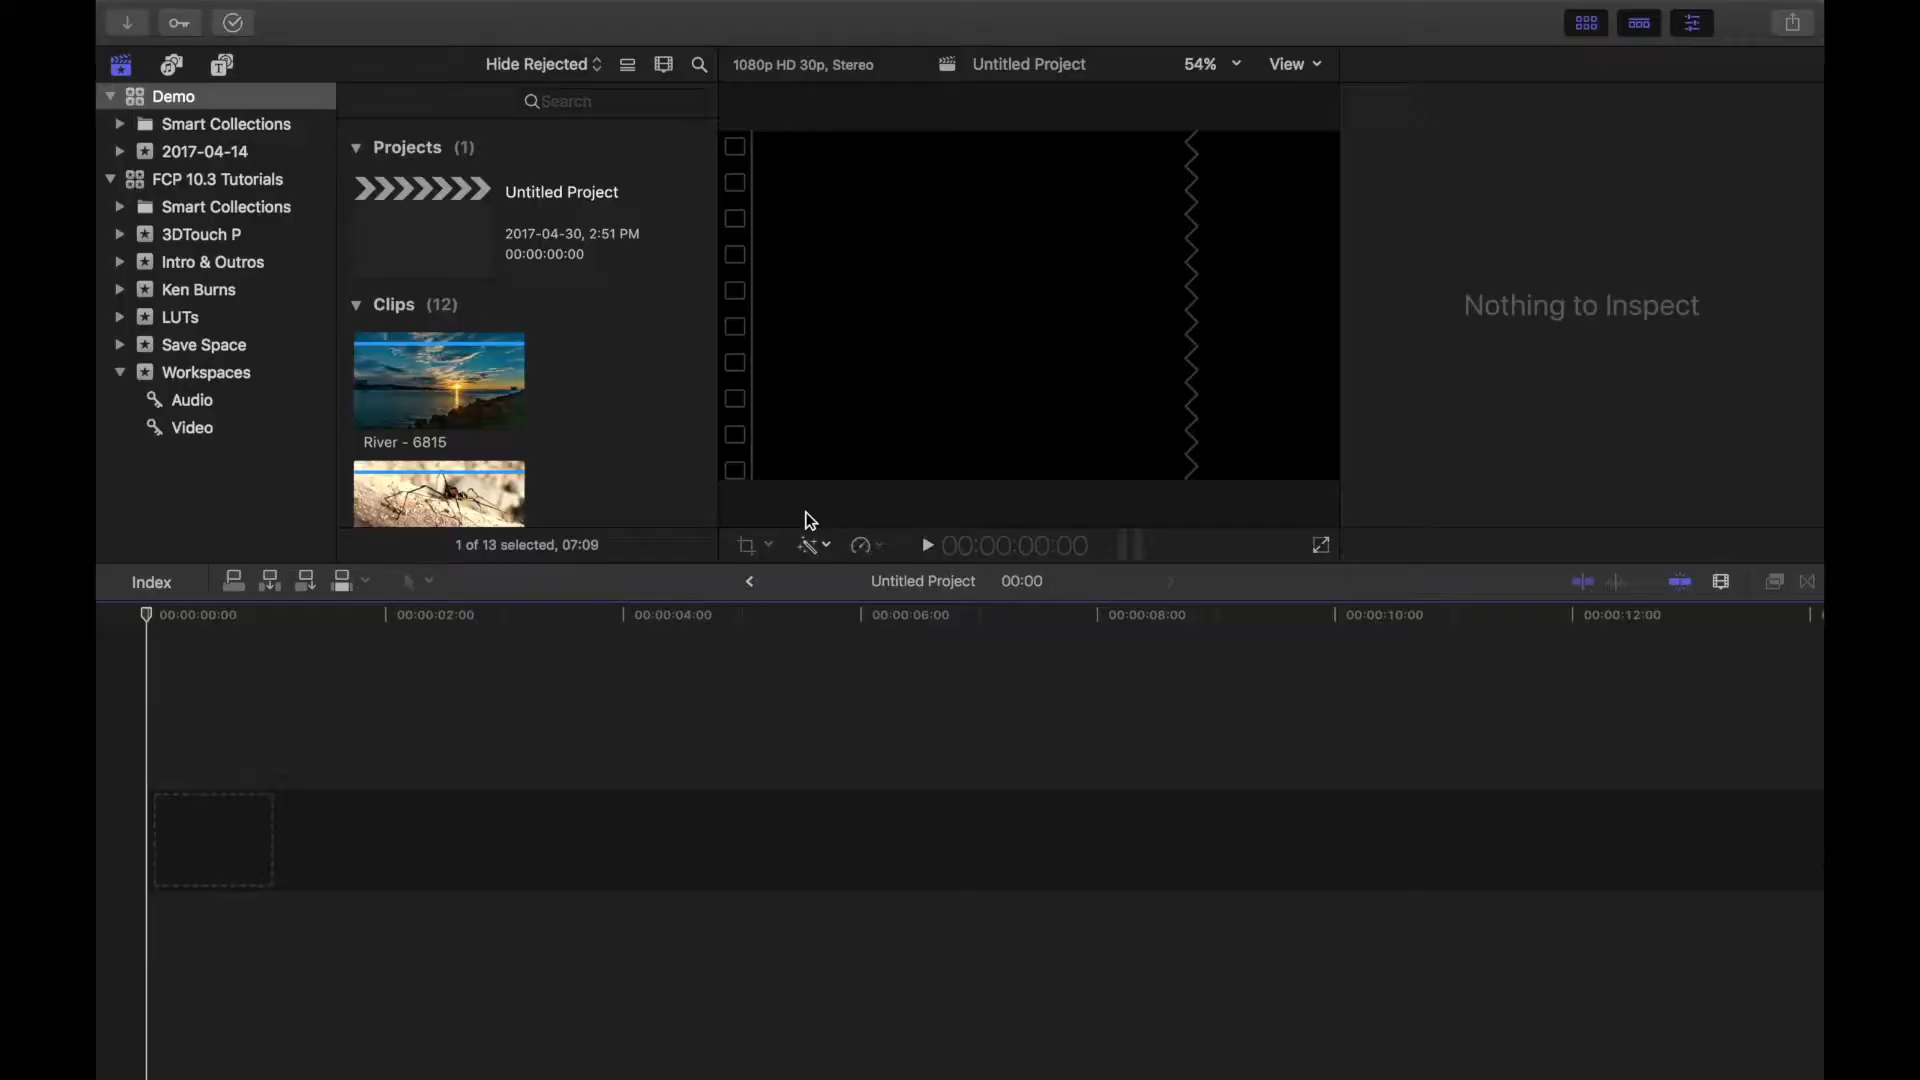 Hide Rejected
1080p HD 30p, Stereo
Untitled Project
54%
View
Demo
Smart Collections
2017-04-14
FCP 10.3 Tutorials
Smart Collections
3DTouch P
Intro & Outros
Ken Burns
LUTs
Save Space
Workspaces
Audio
Video
Search
Projects (1)
Untitled Project
2017-04-30, 2:51 PM
00:00:00:00
Clips (12)
River - 6815
1 of 13 selected, 07:09
00:00:00:00
Nothing to Inspect
Index
Untitled Project 00:00
00:00:00:00 00:00:02:00 00:00:04:00 00:00:06:00 00:00:08:00 00:00:10:00 00:00:12:00